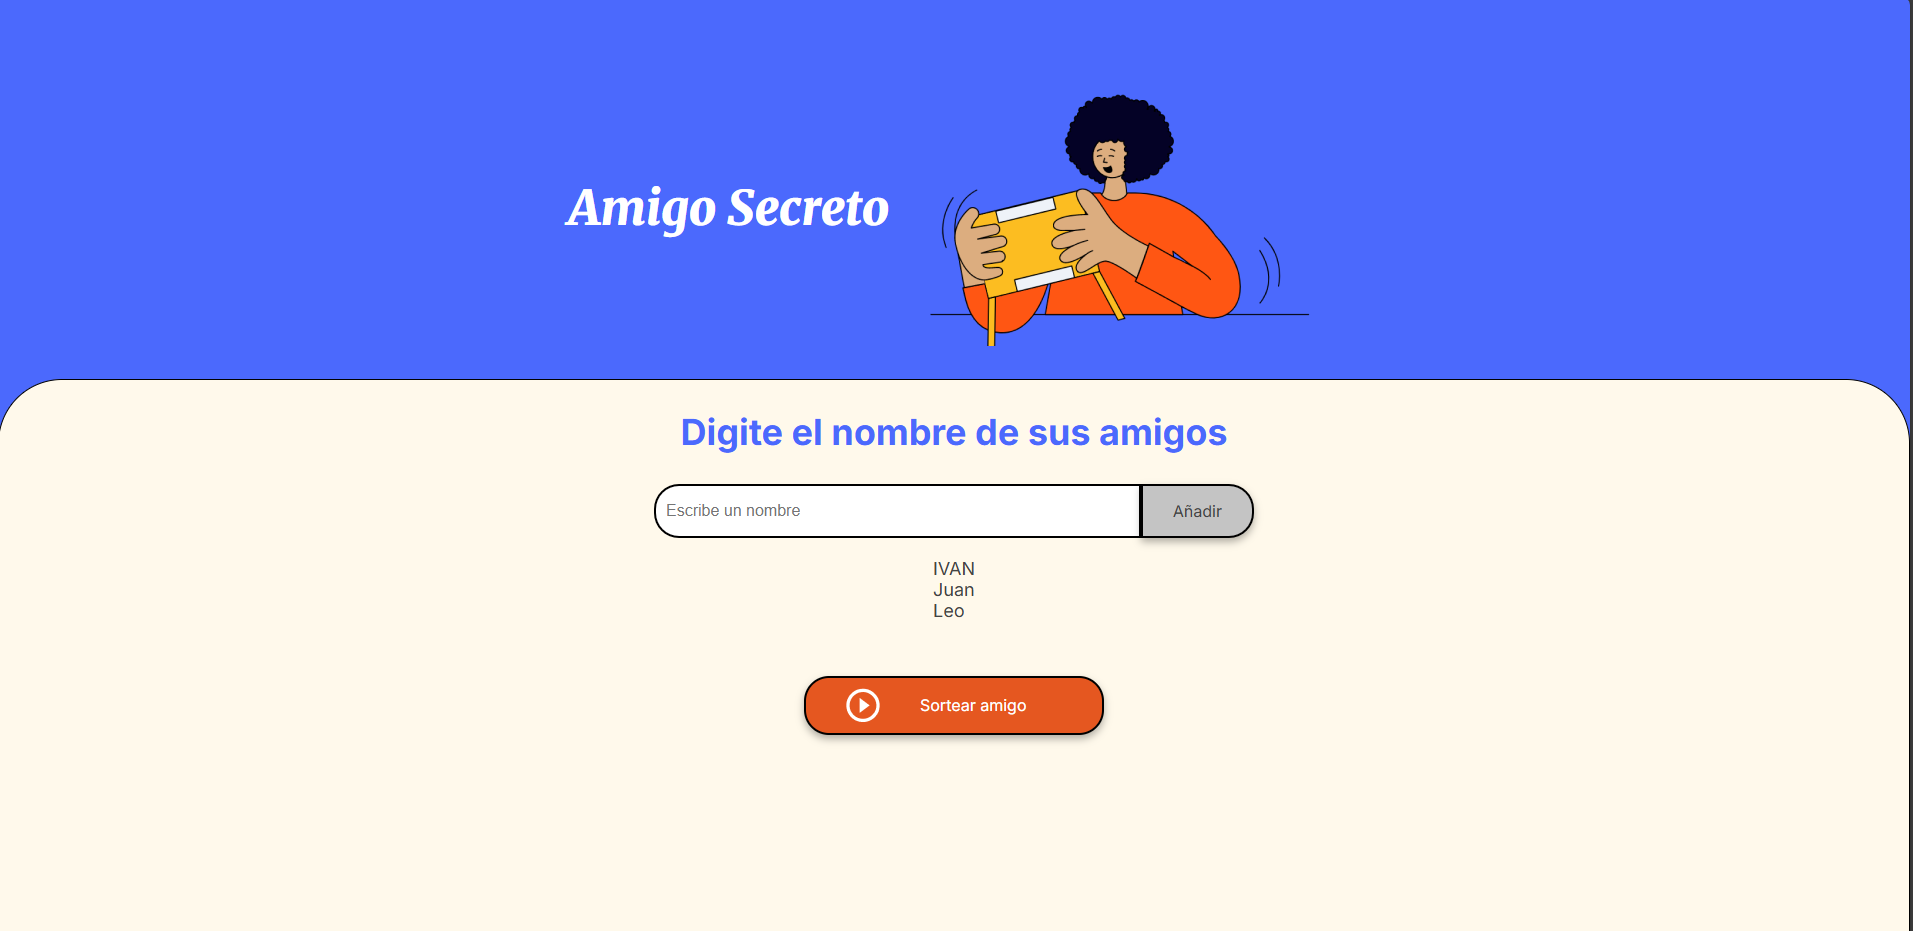 Amigo Secreto
Digite el nombre de sus amigos
Escribe un nombre
Añadir
IVAN
Juan
Leo
Sortear amigo